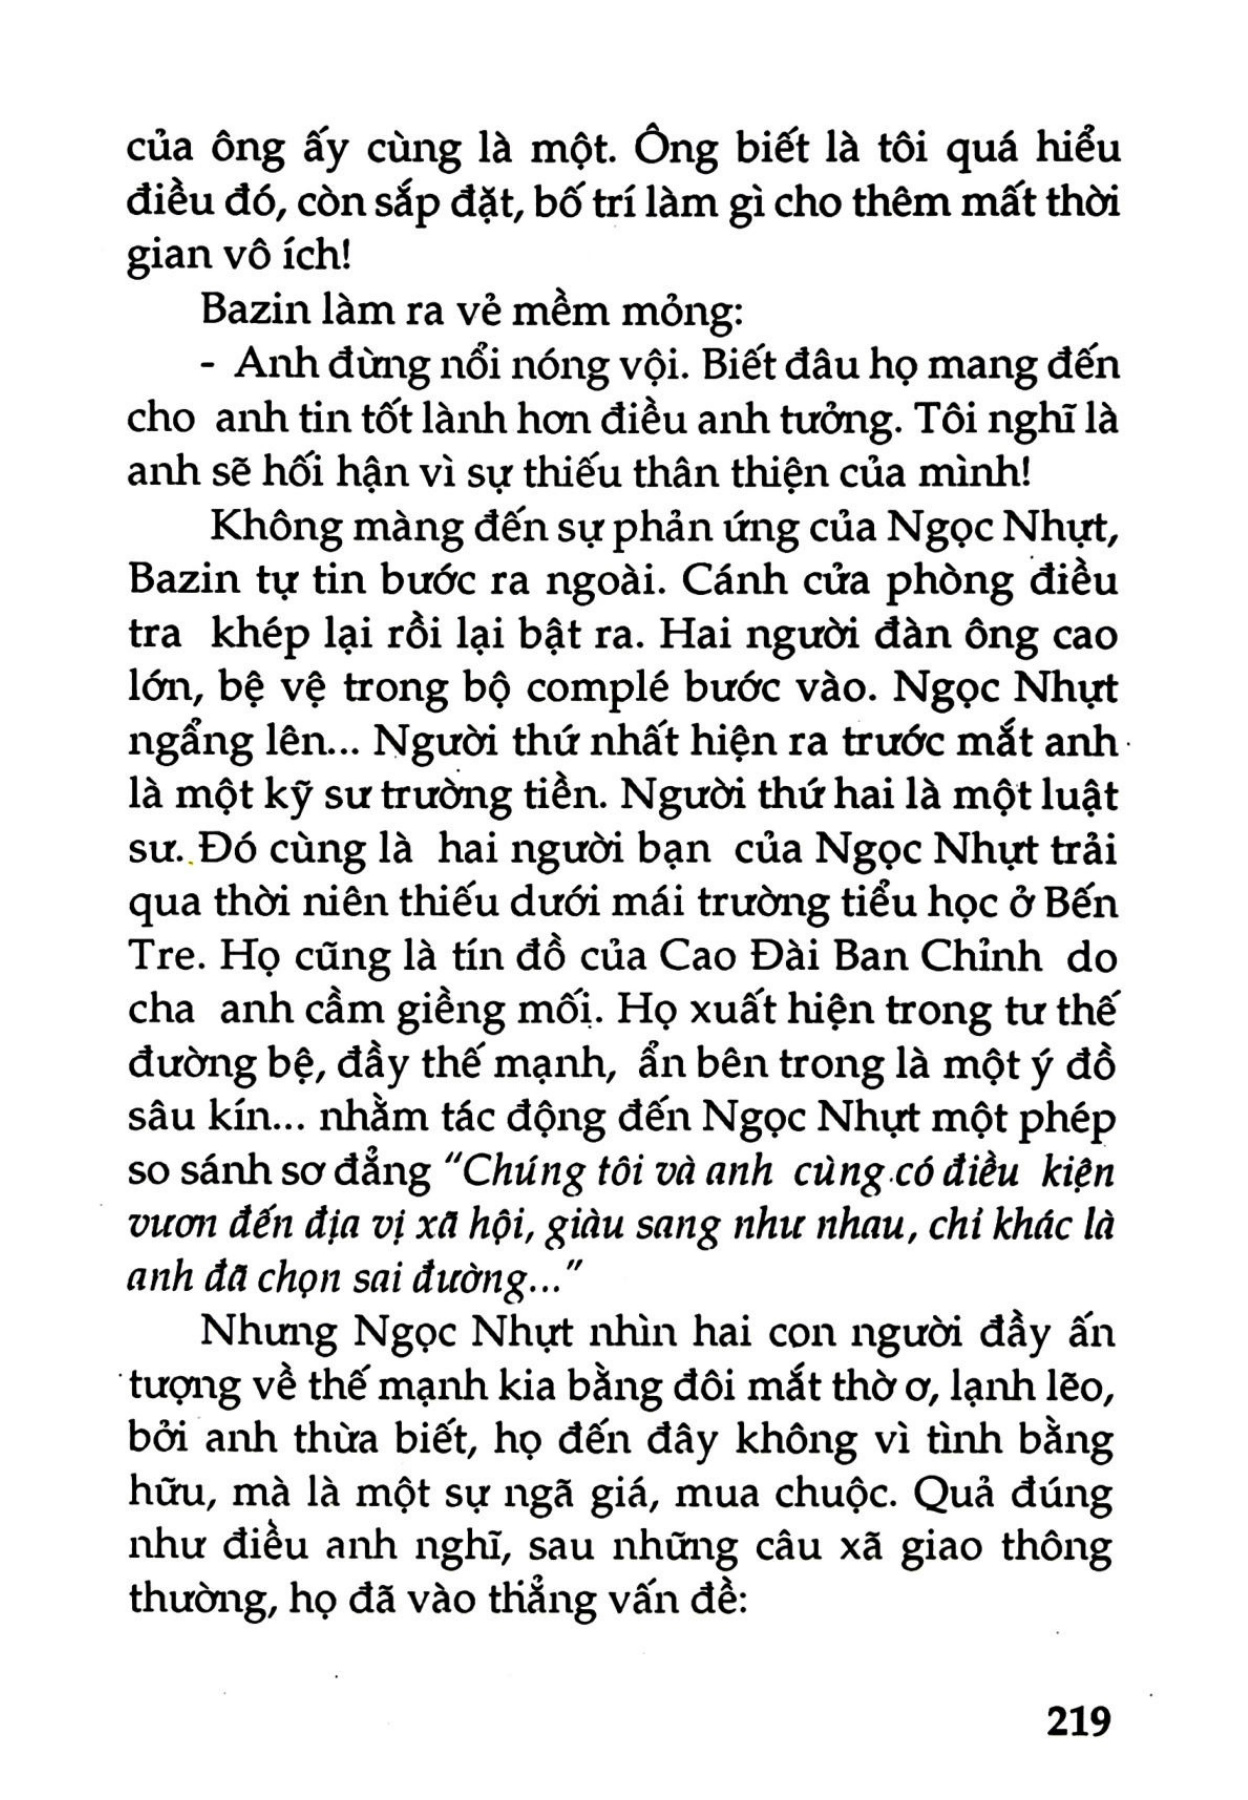 của ông ấy cùng là một. Ông biết là tôi quá hiểu
điều đó, còn sắp đặt, bố trí làm gì cho thêm mất thời
gian vô ích!
Bazin làm ra vẻ mềm mỏng:
- Anh đừng nổi nóng vội. Biết đâu họ mang đến
cho anh tin tốt lành hơn điều anh tưởng. Tôi nghĩ là
anh sẽ hối hận vì sự thiếu thân thiện của mình!
Không màng đến sự phản ứng của Ngọc Nhựt,
Bazin tự tin bước ra ngoài. Cánh cửa phòng điều
tra khép lại rồi lại bật ra. Hai người đàn ông cao
lớn, bệ vệ trong bộ complé bước vào. Ngọc Nhựt
ngẩng lên... Người thứ nhất hiện ra trước mắt anh
là một kỹ sư trường tiền. Người thứ hai là một luật
sư. Đó cùng là hai người bạn của Ngọc Nhựt trải
qua thời niên thiếu dưới mái trường tiểu học ở Bến
Tre. Họ cũng là tín đồ của Cao Đài Ban Chỉnh do
cha anh cầm giềng mối. Họ xuất hiện trong tư thế
đường bệ, đầy thế mạnh, ẩn bên trong là một ý đồ
sâu kín... nhằm tác động đến Ngọc Nhựt một phép
so sánh sơ đẳng "Chúng tôi và anh cùng có điều kiện
vươn đến địa vị xã hội, giàu sang như nhau, chỉ khác là
anh đã chọn sai đường..."
Nhưng Ngọc Nhựt nhìn hai con người đầy ấn
tượng về thế mạnh kia bằng đôi mắt thờ ơ, lạnh lẽo,
bởi anh thừa biết, họ đến đây không vì tình bằng
hữu, mà là một sự ngã giá, mua chuộc. Quả đúng
như điều anh nghĩ, sau những câu xã giao thông
thường, họ đã vào thẳng vấn đề:
219